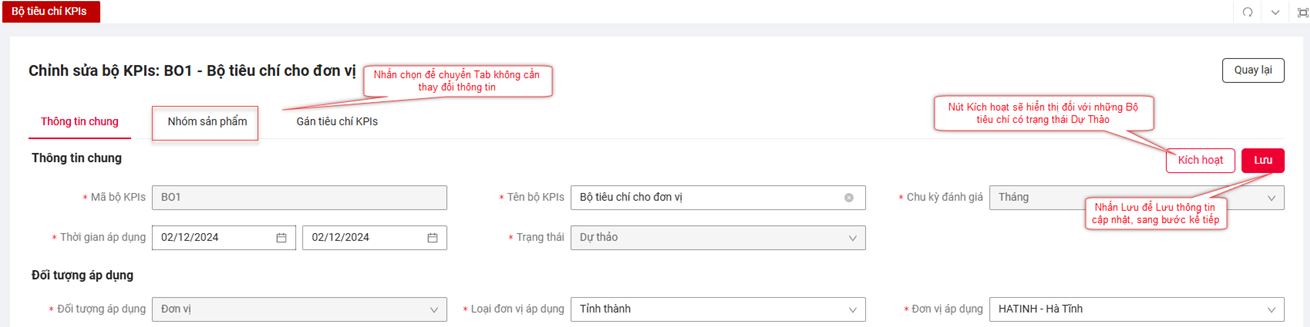 Bộ tiêu chí KPIs
Chỉnh sửa bộ KPIs: BO1 - Bộ tiêu chí cho đơn vị
Nhấn chọn để chuyển Tab không cần
thay đổi thông tin
Quay lại
Thông tin chung
Nhóm sản phẩm
Gán tiêu chí KPIs
Nút Kích hoạt sẽ hiển thị đối với những Bộ
tiêu chí có trạng thái Dự Thảo
Thông tin chung
Kích hoạt
Lưu
* Mã bộ KPIs
BO1
* Tên bộ KPIs
Bộ tiêu chí cho đơn vị
* Chu kỳ đánh giá
Tháng
Nhấn Lưu để Lưu thông tin
cập nhật, sang bước kế tiếp
* Thời gian áp dụng
02/12/2024
02/12/2024
* Trạng thái
Dự thảo
Đối tượng áp dụng
* Đối tượng áp dụng
Đơn vị
* Loại đơn vị áp dụng
Tỉnh thành
* Đơn vị áp dụng
HATINH - Hà Tĩnh